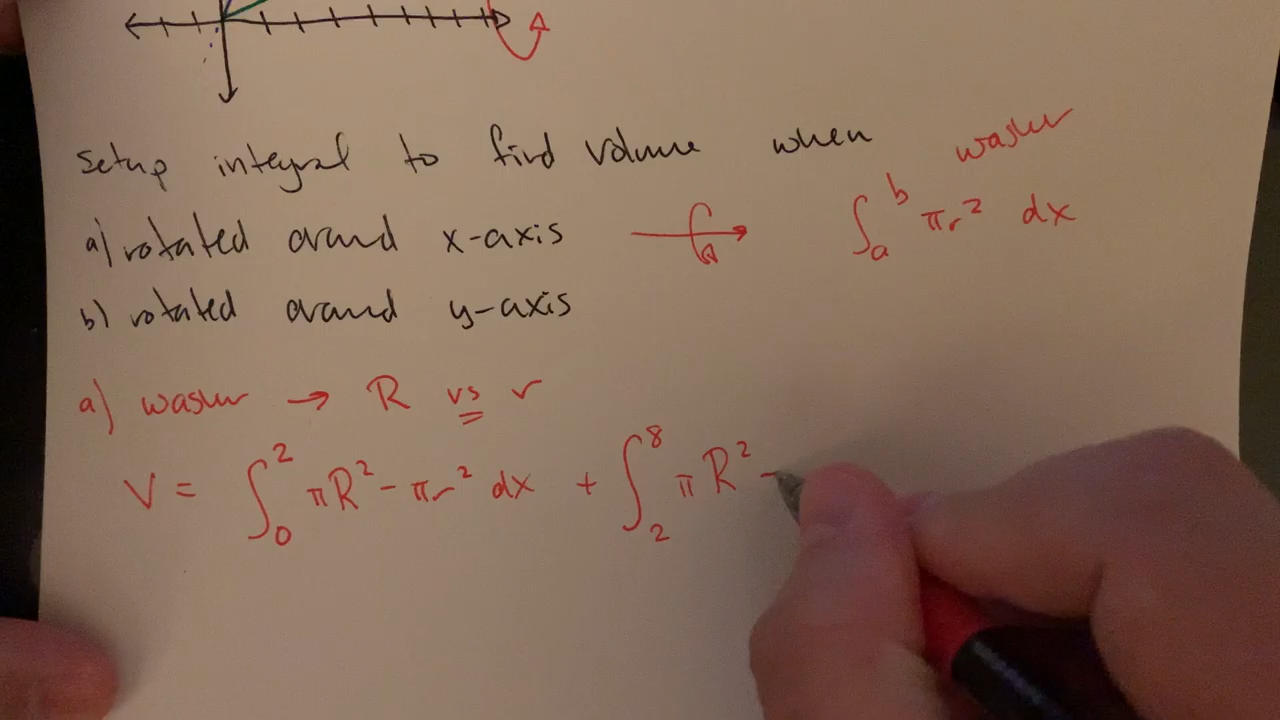 Setup integral to find volume when
washer
a) rotated around x-axis ∫_a^b πr² dx
b) rotated around y-axis
a) washer → R vs r
V = ∫_0^2 πR² - πr² dx + ∫_2^8 πR² -